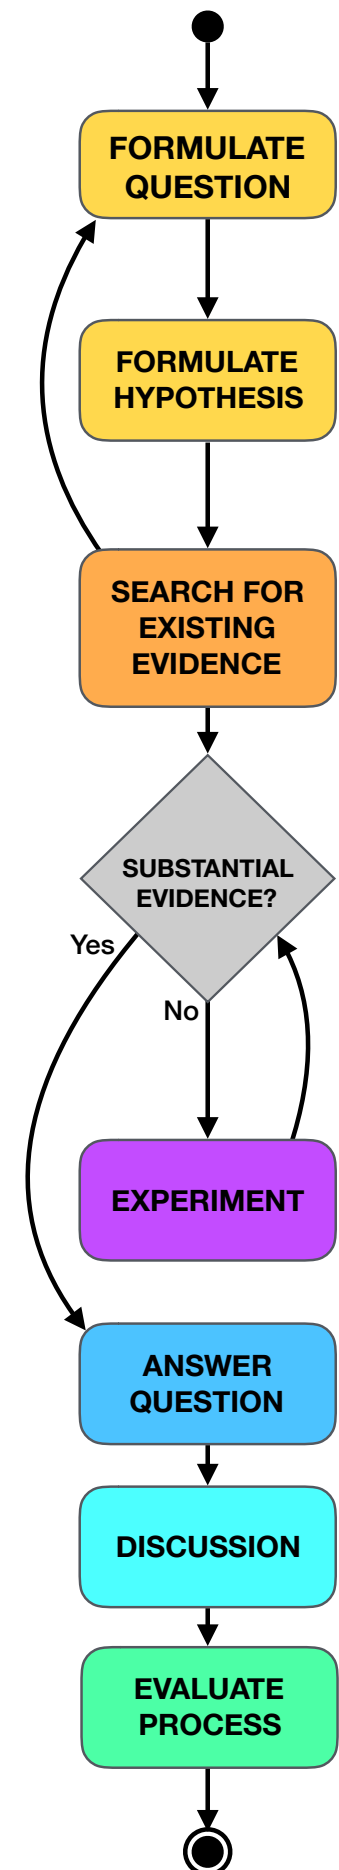 FORMULATE
QUESTION
FORMULATE
HYPOTHESIS
SEARCH FOR
EXISTING
EVIDENCE
SUBSTANTIAL
EVIDENCE?
Yes
No
EXPERIMENT
ANSWER
QUESTION
DISCUSSION
EVALUATE
PROCESS